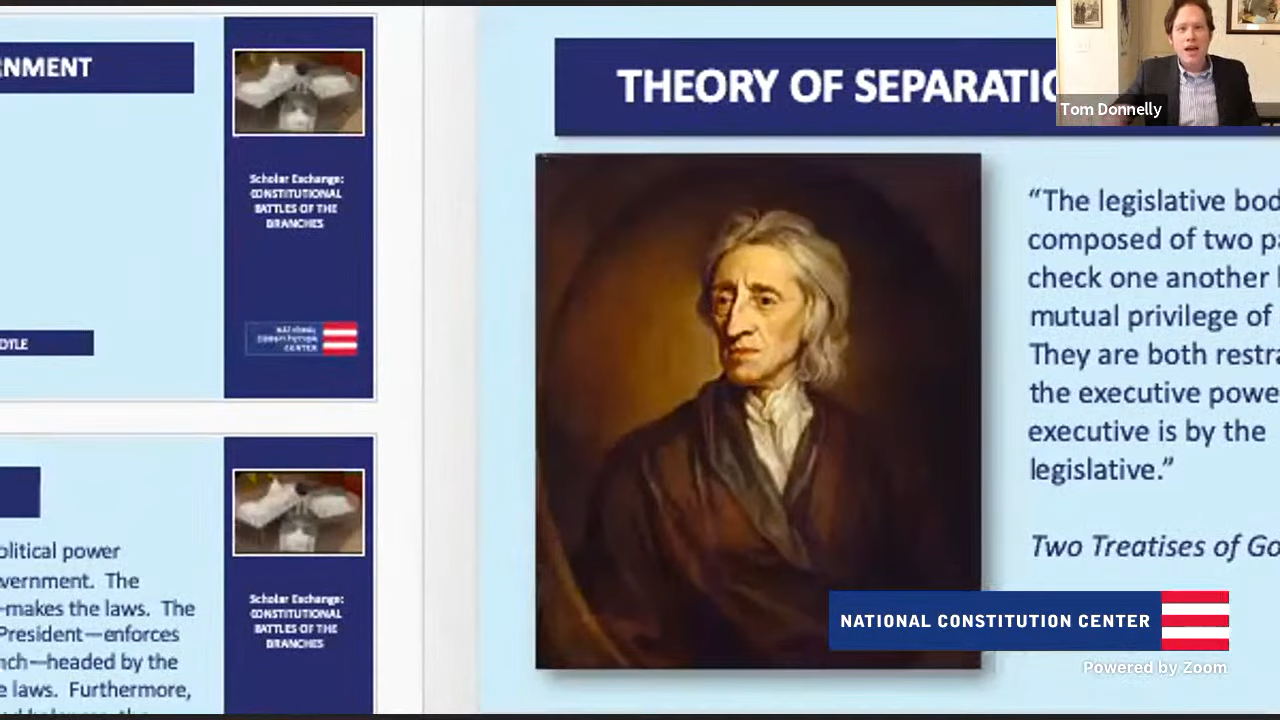 RNMENT
Scholar Exchange:
CONSTITUTIONAL
BATTLES OF THE
BRANCHES
NATIONAL
CONSTITUTION
CENTER
OYLE
olitical power
vernment. The
—makes the laws. The
President—enforces
nch—headed by the
e laws. Furthermore,
Scholar Exchange:
CONSTITUTIONAL
BATTLES OF THE
BRANCHES
THEORY OF SEPARATIO
Tom Donnelly
“The legislative bod
composed of two pa
check one another
mutual privilege of
They are both restra
the executive powe
executive is by the
legislative.”
Two Treatises of Go
NATIONAL CONSTITUTION CENTER
Powered by Zoom